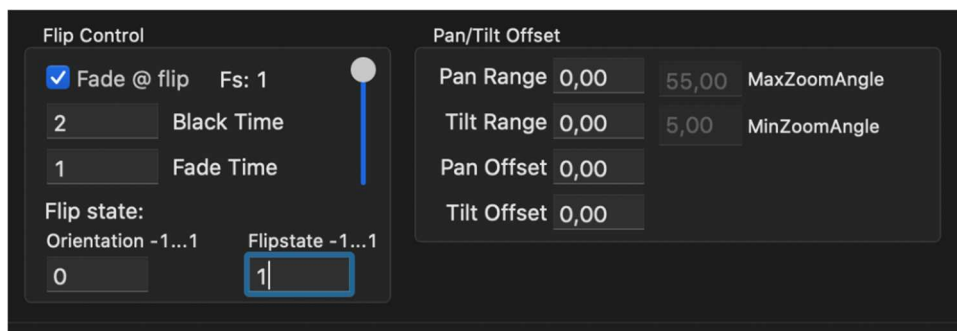 Flip Control
Fade @ flip Fs: 1
2 Black Time
1 Fade Time
Flip state:
Orientation -1...1 Flipstate -1...1
0 1
Pan/Tilt Offset
Pan Range 0,00 55,00 MaxZoomAngle
Tilt Range 0,00 5,00 MinZoomAngle
Pan Offset 0,00
Tilt Offset 0,00